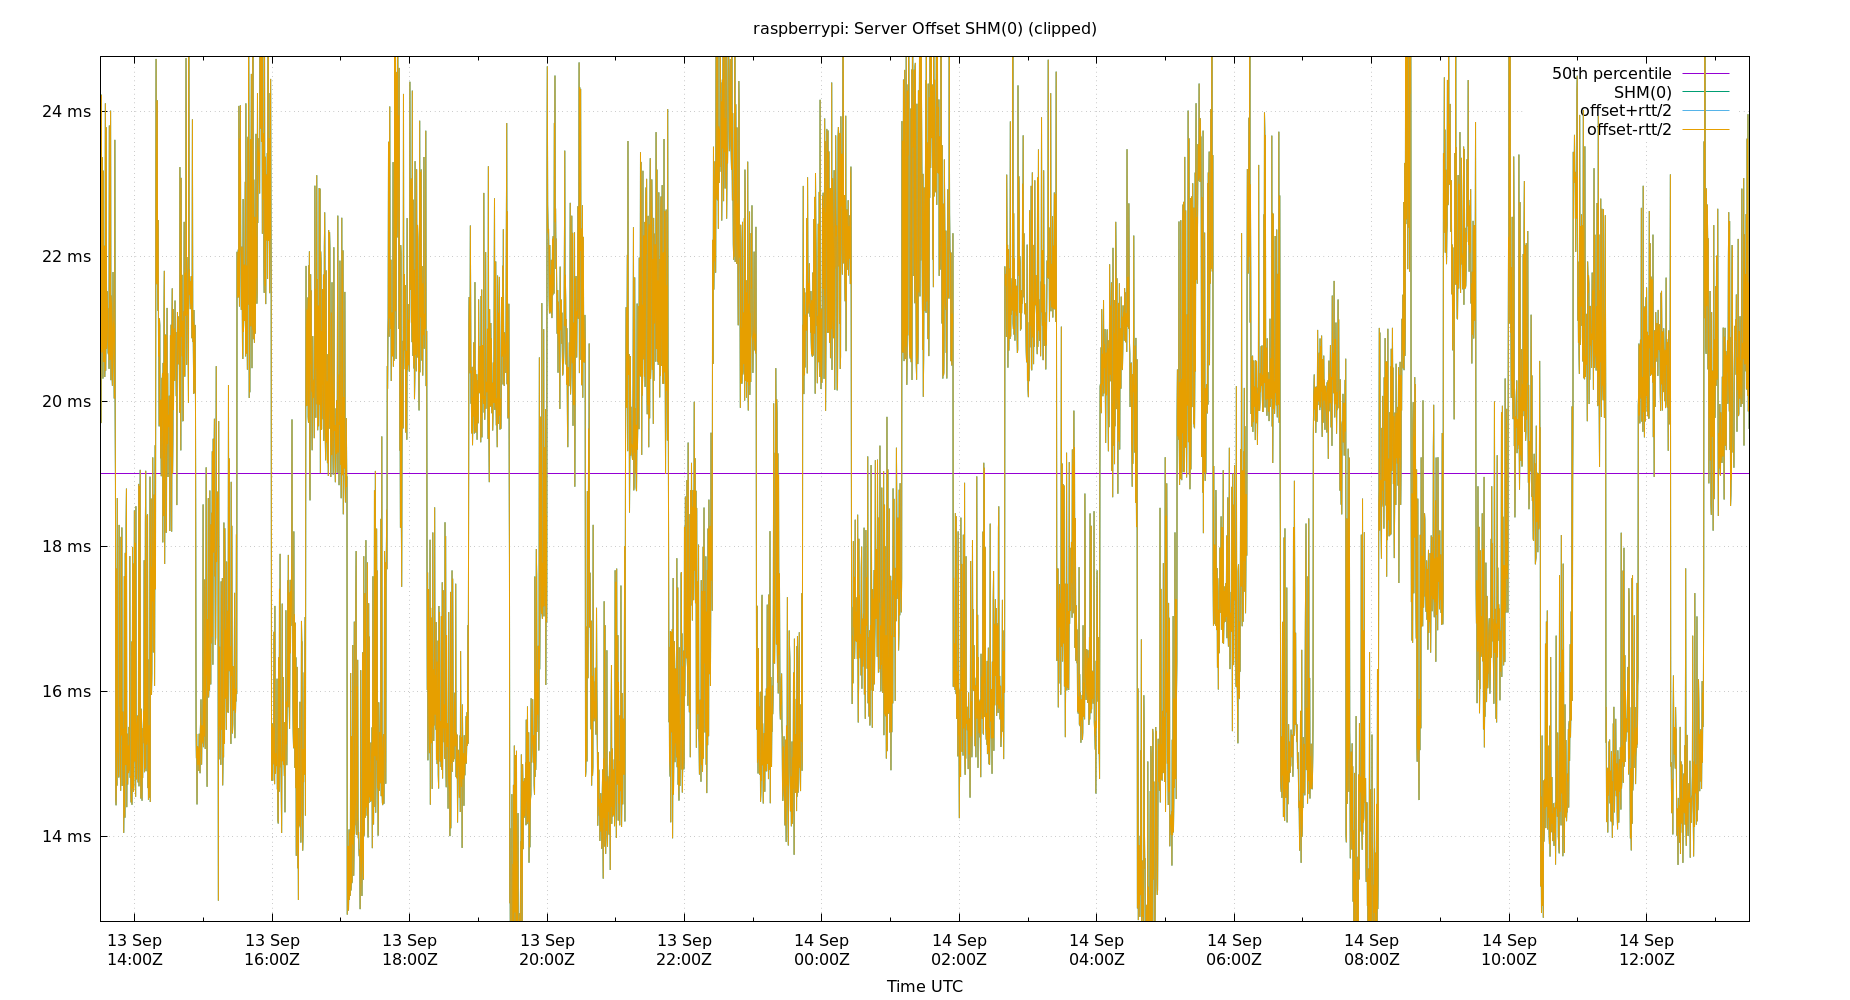 raspberrypi: Server Offset SHM(0) (clipped)
50th percentile
SHM(0)
offset+rtt/2
offset-rtt/2
24 ms
22 ms
20 ms
18 ms
16 ms
14 ms
13 Sep 13 Sep 13 Sep 13 Sep 13 Sep 14 Sep 14 Sep 14 Sep 14 Sep 14 Sep 14 Sep 14 Sep
14:00Z 16:00Z 18:00Z 20:00Z 22:00Z 00:00Z 02:00Z 04:00Z 06:00Z 08:00Z 10:00Z 12:00Z
Time UTC